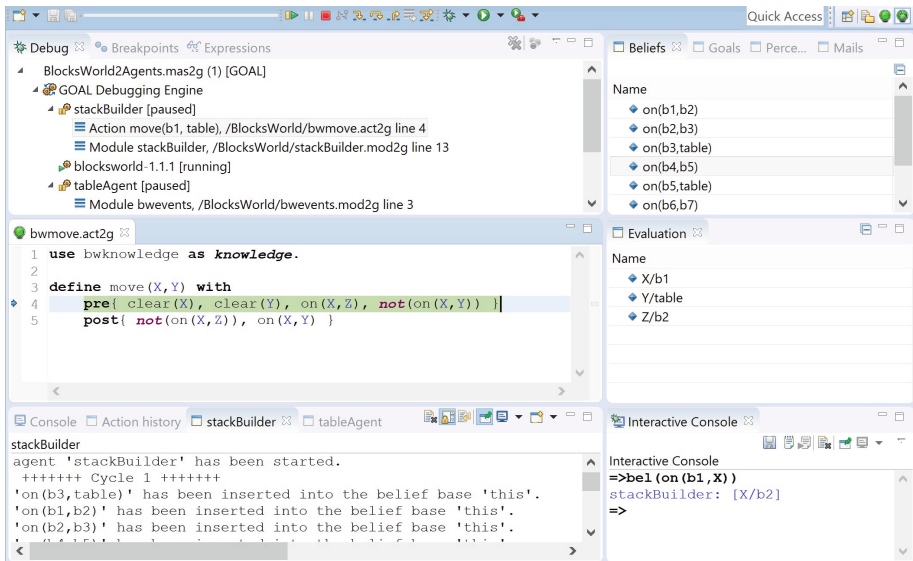 Quick Access
Debug Breakpoints Expressions
BlocksWorld2Agents.mas2g (1) [GOAL]
GOAL Debugging Engine
stackBuilder [paused]
Action move(b1, table), /BlocksWorld/bwmove.act2g line 4
Module stackBuilder, /BlocksWorld/stackBuilder.mod2g line 13
blocksworld-1.1.1 [running]
tableAgent [paused]
Module bwevents, /BlocksWorld/bwevents.mod2g line 3
Beliefs Goals Perce... Mails
Name
on(b1,b2)
on(b2,b3)
on(b3,table)
on(b4,b5)
on(b5,table)
on(b6,b7)
bwmove.act2g
1 use bwknowledge as knowledge.
2
3 define move(X,Y) with
4 pre{ clear(X), clear(Y), on(X,Z), not(on(X,Y)) }
5 post{ not(on(X,Z)), on(X,Y) }
Evaluation
Name
X/b1
Y/table
Z/b2
Console Action history stackBuilder tableAgent
stackBuilder
agent 'stackBuilder' has been started.
+++++++ Cycle 1 +++++++
'on(b3,table)' has been inserted into the belief base 'this'.
'on(b1,b2)' has been inserted into the belief base 'this'.
'on(b2,b3)' has been inserted into the belief base 'this'.
Interactive Console
Interactive Console
=>bel(on(b1,X))
stackBuilder: [X/b2]
=>